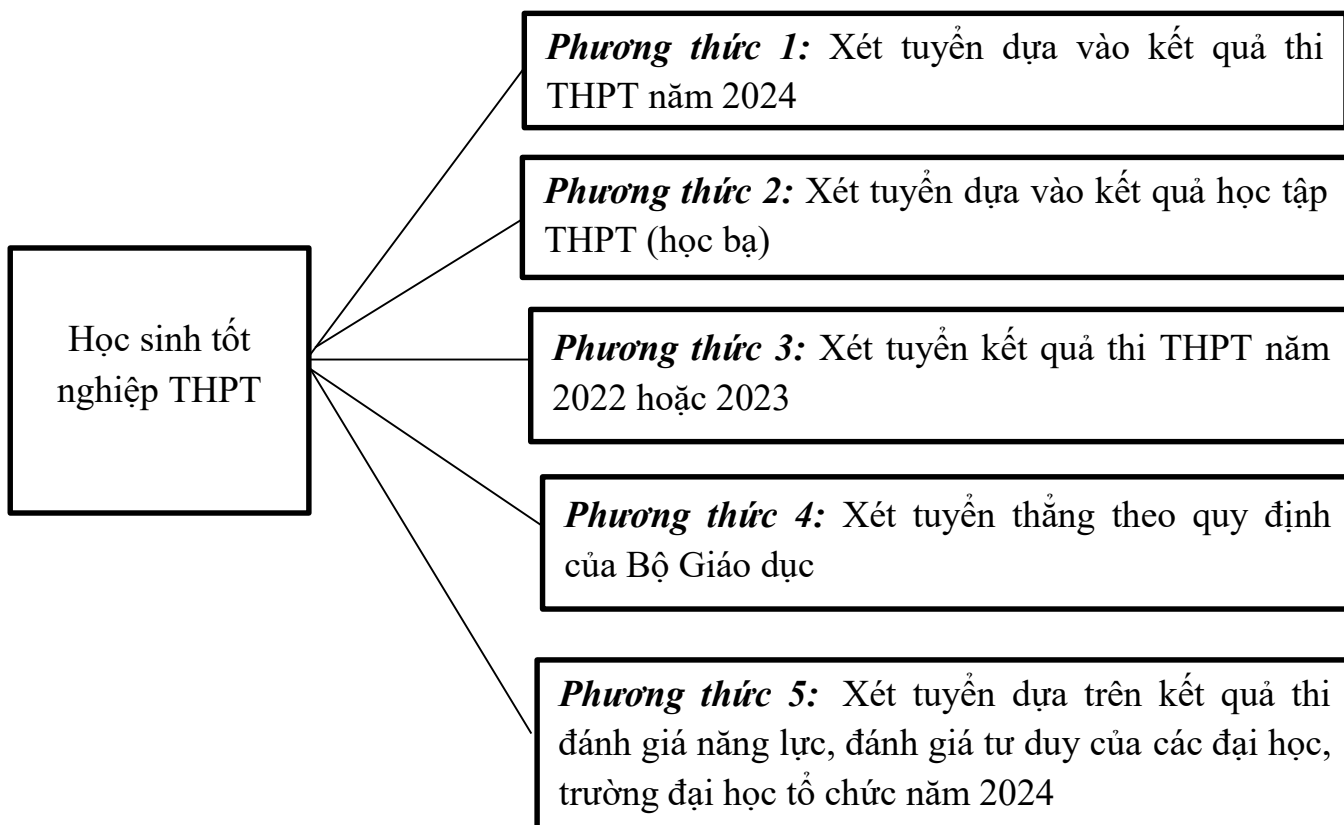 Học sinh tốt
nghiệp THPT
Phương thức 1: Xét tuyển dựa vào kết quả thi
THPT năm 2024
Phương thức 2: Xét tuyển dựa vào kết quả học tập
THPT (học bạ)
Phương thức 3: Xét tuyển kết quả thi THPT năm
2022 hoặc 2023
Phương thức 4: Xét tuyển thẳng theo quy định
của Bộ Giáo dục
Phương thức 5: Xét tuyển dựa trên kết quả thi
đánh giá năng lực, đánh giá tư duy của các đại học,
trường đại học tổ chức năm 2024